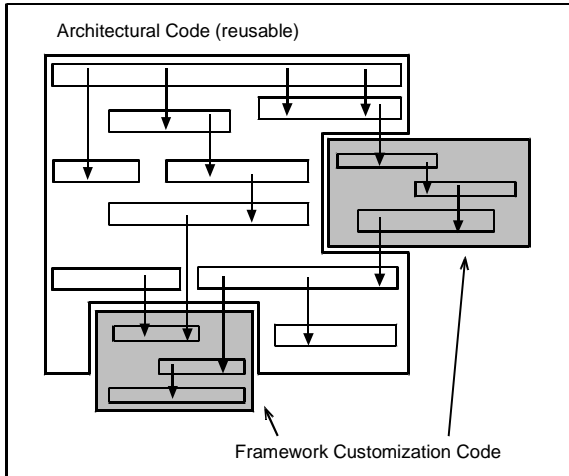 Architectural Code (reusable)
Framework Customization Code